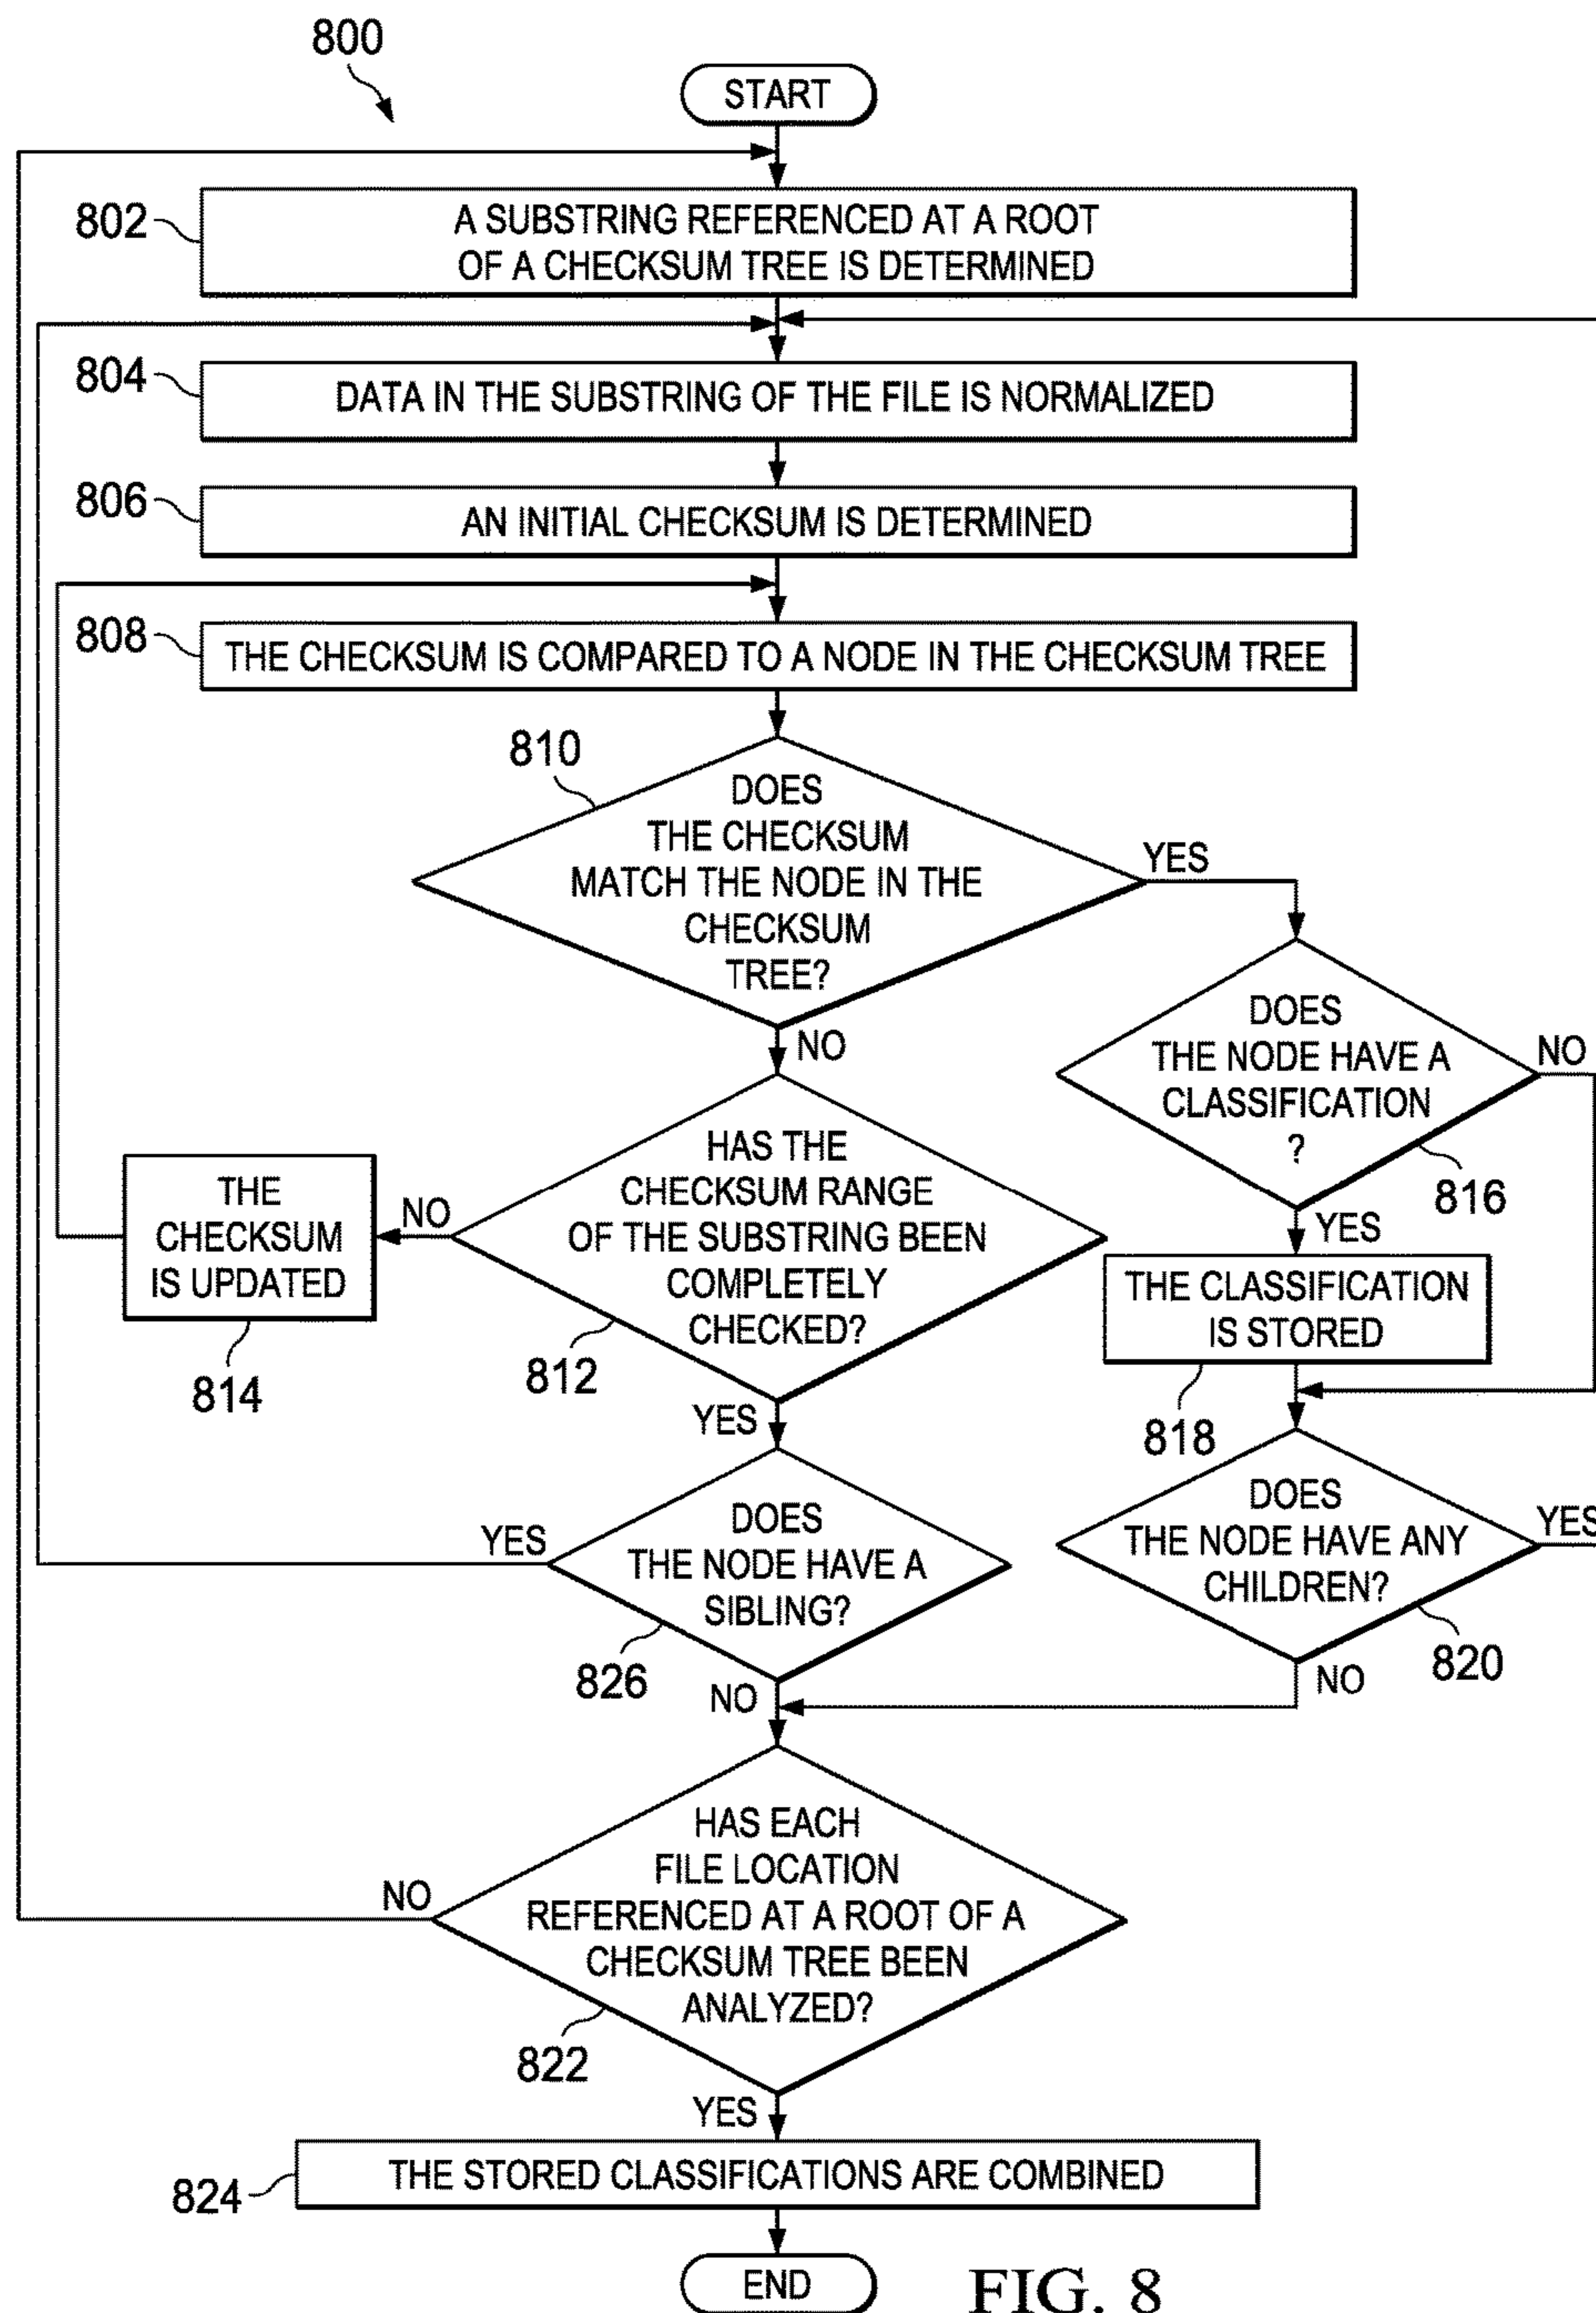 800
START
802
A SUBSTRING REFERENCED AT A ROOT
OF A CHECKSUM TREE IS DETERMINED
804
DATA IN THE SUBSTRING OF THE FILE IS NORMALIZED
806
AN INITIAL CHECKSUM IS DETERMINED
808
THE CHECKSUM IS COMPARED TO A NODE IN THE CHECKSUM TREE
810
DOES
THE CHECKSUM
MATCH THE NODE IN THE
CHECKSUM
TREE?
YES
NO
DOES
THE NODE HAVE A
CLASSIFICATION
?
NO
816
YES
HAS THE
CHECKSUM RANGE
OF THE SUBSTRING BEEN
COMPLETELY
CHECKED?
812
NO
THE
CHECKSUM
IS UPDATED
814
YES
THE CLASSIFICATION
IS STORED
818
DOES
THE NODE HAVE A
SIBLING?
YES
826
NO
DOES
THE NODE HAVE ANY
CHILDREN?
YES
820
NO
HAS EACH
FILE LOCATION
REFERENCED AT A ROOT OF A
CHECKSUM TREE BEEN
ANALYZED?
NO
822
YES
824
THE STORED CLASSIFICATIONS ARE COMBINED
END
FIG. 8